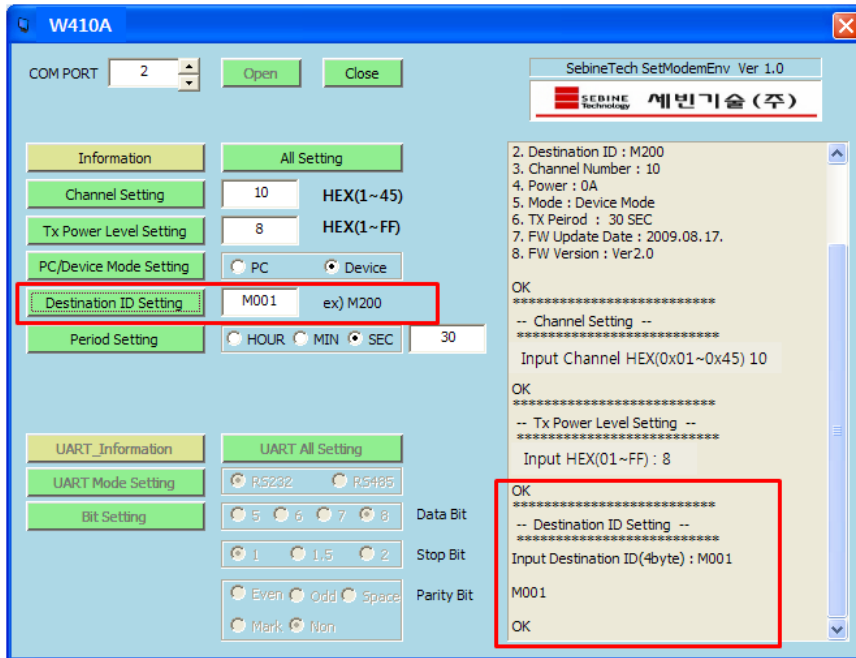 W410A
COM PORT 2 Open Close
SebineTech SetModemEnv Ver 1.0
SEBINE Technology 세빈기술(주)
Information All Setting
Channel Setting 10 HEX(1~45)
Tx Power Level Setting 8 HEX(1~FF)
PC/Device Mode Setting PC Device
Destination ID Setting M001 ex) M200
Period Setting HOUR MIN SEC 30
UART_Information UART All Setting
UART Mode Setting RS232 RS485
Bit Setting 5 6 7 8 Data Bit
1 1.5 2 Stop Bit
Even Odd Space Parity Bit
Mark Non
2. Destination ID : M200
3. Channel Number : 10
4. Power : 0A
5. Mode : Device Mode
6. TX Peirod : 30 SEC
7. FW Update Date : 2009.08.17.
8. FW Version : Ver2.0
OK
**************************
-- Channel Setting --
**************************
Input Channel HEX(0x01~0x45) 10
OK
**************************
-- Tx Power Level Setting --
**************************
Input HEX(01~FF) : 8
OK
**************************
-- Destination ID Setting --
**************************
Input Destination ID(4byte) : M001
M001
OK